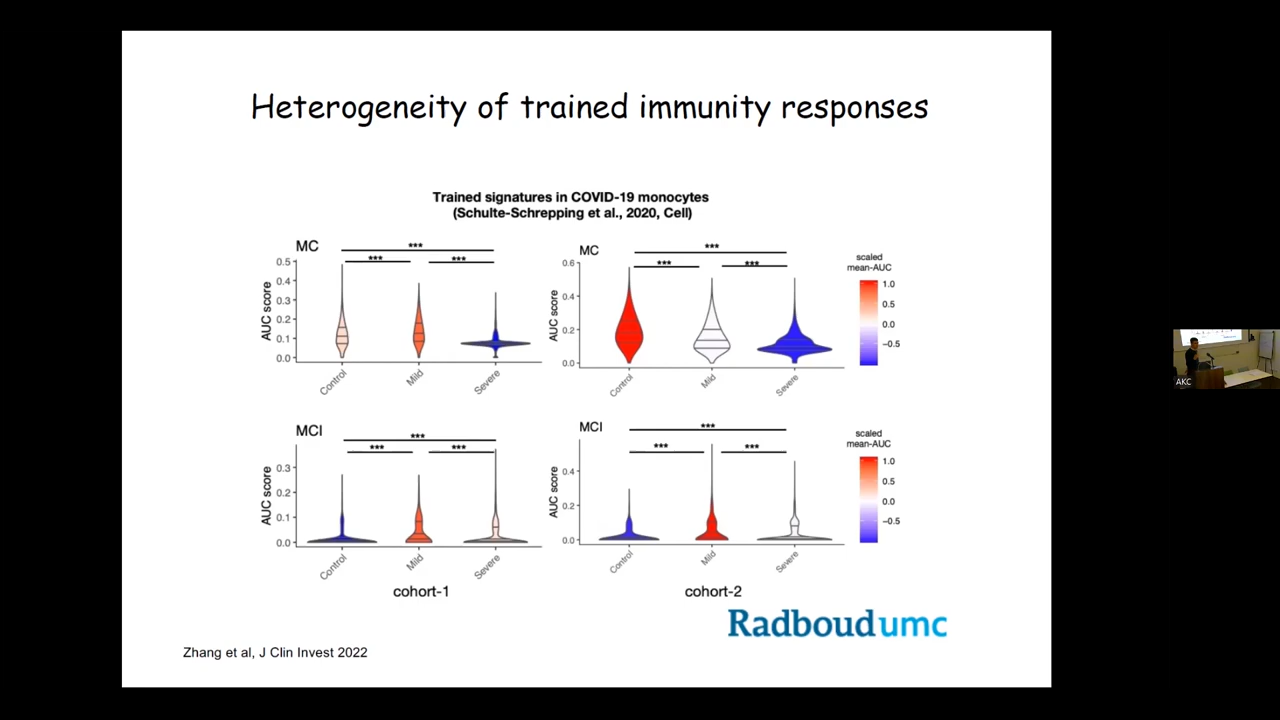 Heterogeneity of trained immunity responses
Trained signatures in COVID-19 monocytes
(Schulte-Schrepping et al., 2020, Cell)
MC
***
***
***
AUC score
0.5
0.4
0.3
0.2
0.1
0.0
Control
Mild
Severe
MC
***
***
***
AUC score
0.6
0.4
0.2
0.0
Control
Mild
Severe
scaled
mean-AUC
1.0
0.5
0.0
−0.5
MCI
***
***
***
AUC score
0.3
0.2
0.1
0.0
Control
Mild
Severe
cohort-1
MCI
***
***
***
AUC score
0.4
0.2
0.0
Control
Mild
Severe
cohort-2
scaled
mean-AUC
1.0
0.5
0.0
−0.5
Radboudumc
Zhang et al, J Clin Invest 2022
AKC